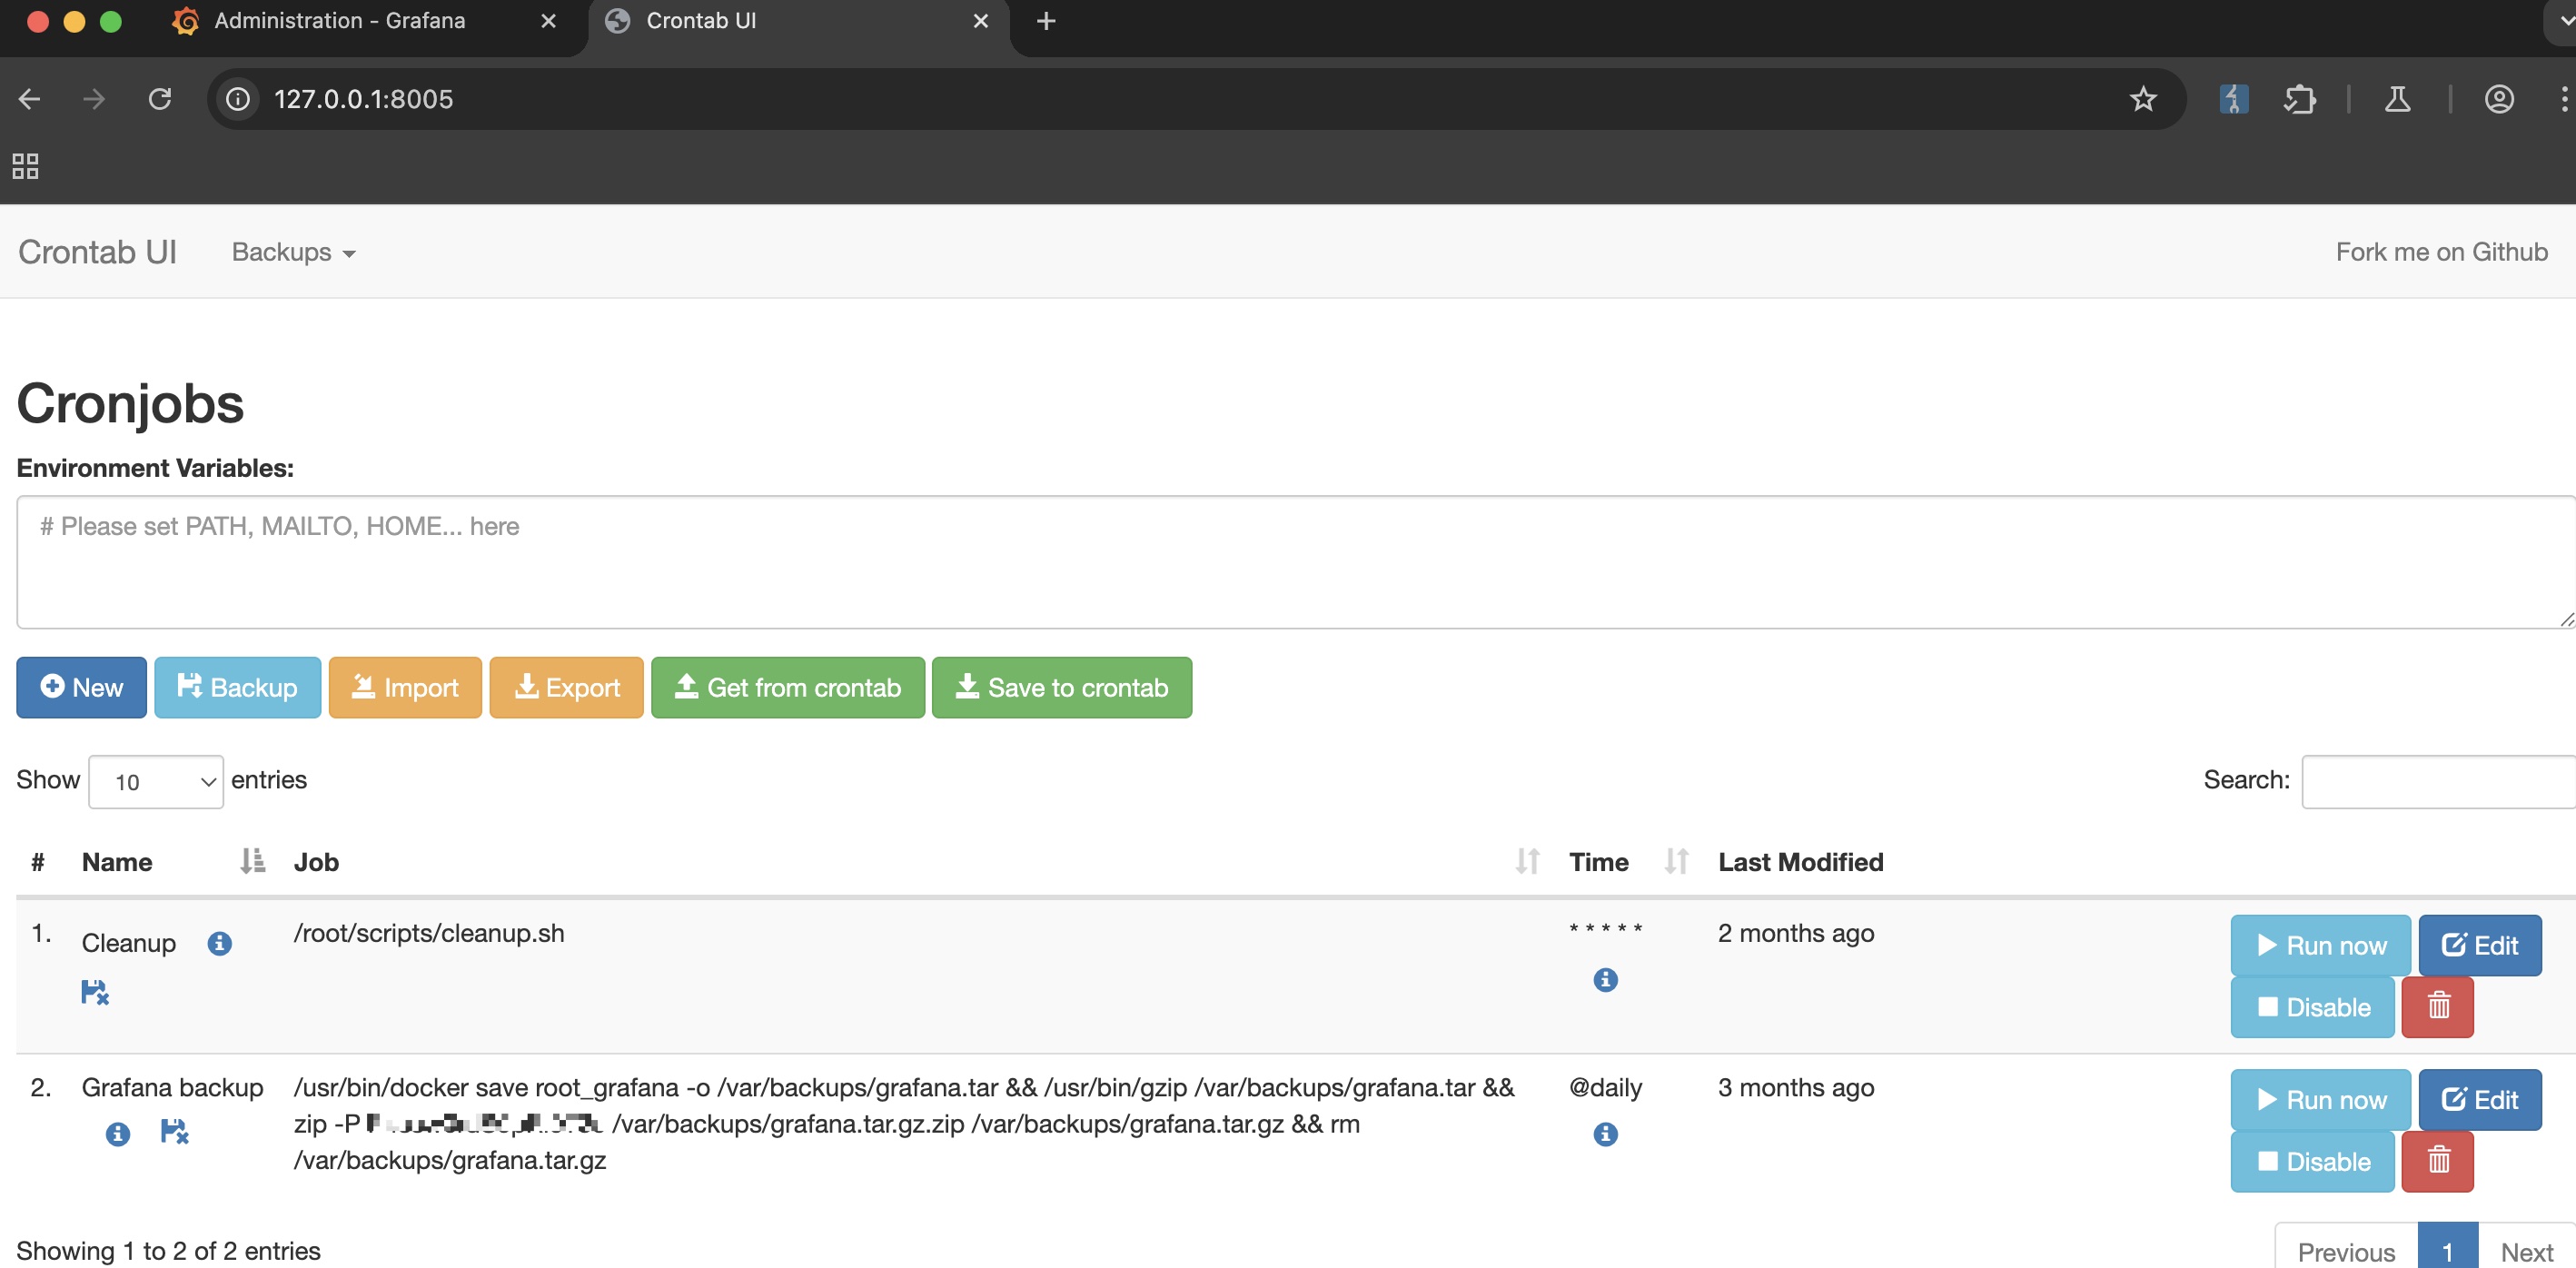 Administration - Grafana
Crontab UI
127.0.0.1:8005
Crontab UI Backups Fork me on Github
Cronjobs
Environment Variables:
# Please set PATH, MAILTO, HOME... here
New Backup Import Export Get from crontab Save to crontab
Show 10 entries Search:
# Name Job Time Last Modified
1. Cleanup /root/scripts/cleanup.sh * * * * * 2 months ago Run now Edit
Disable
2. Grafana backup /usr/bin/docker save root_grafana -o /var/backups/grafana.tar && /usr/bin/gzip /var/backups/grafana.tar && @daily 3 months ago Run now Edit
zip -P /var/backups/grafana.tar.gz.zip /var/backups/grafana.tar.gz && rm
/var/backups/grafana.tar.gz Disable
Showing 1 to 2 of 2 entries Previous 1 Next